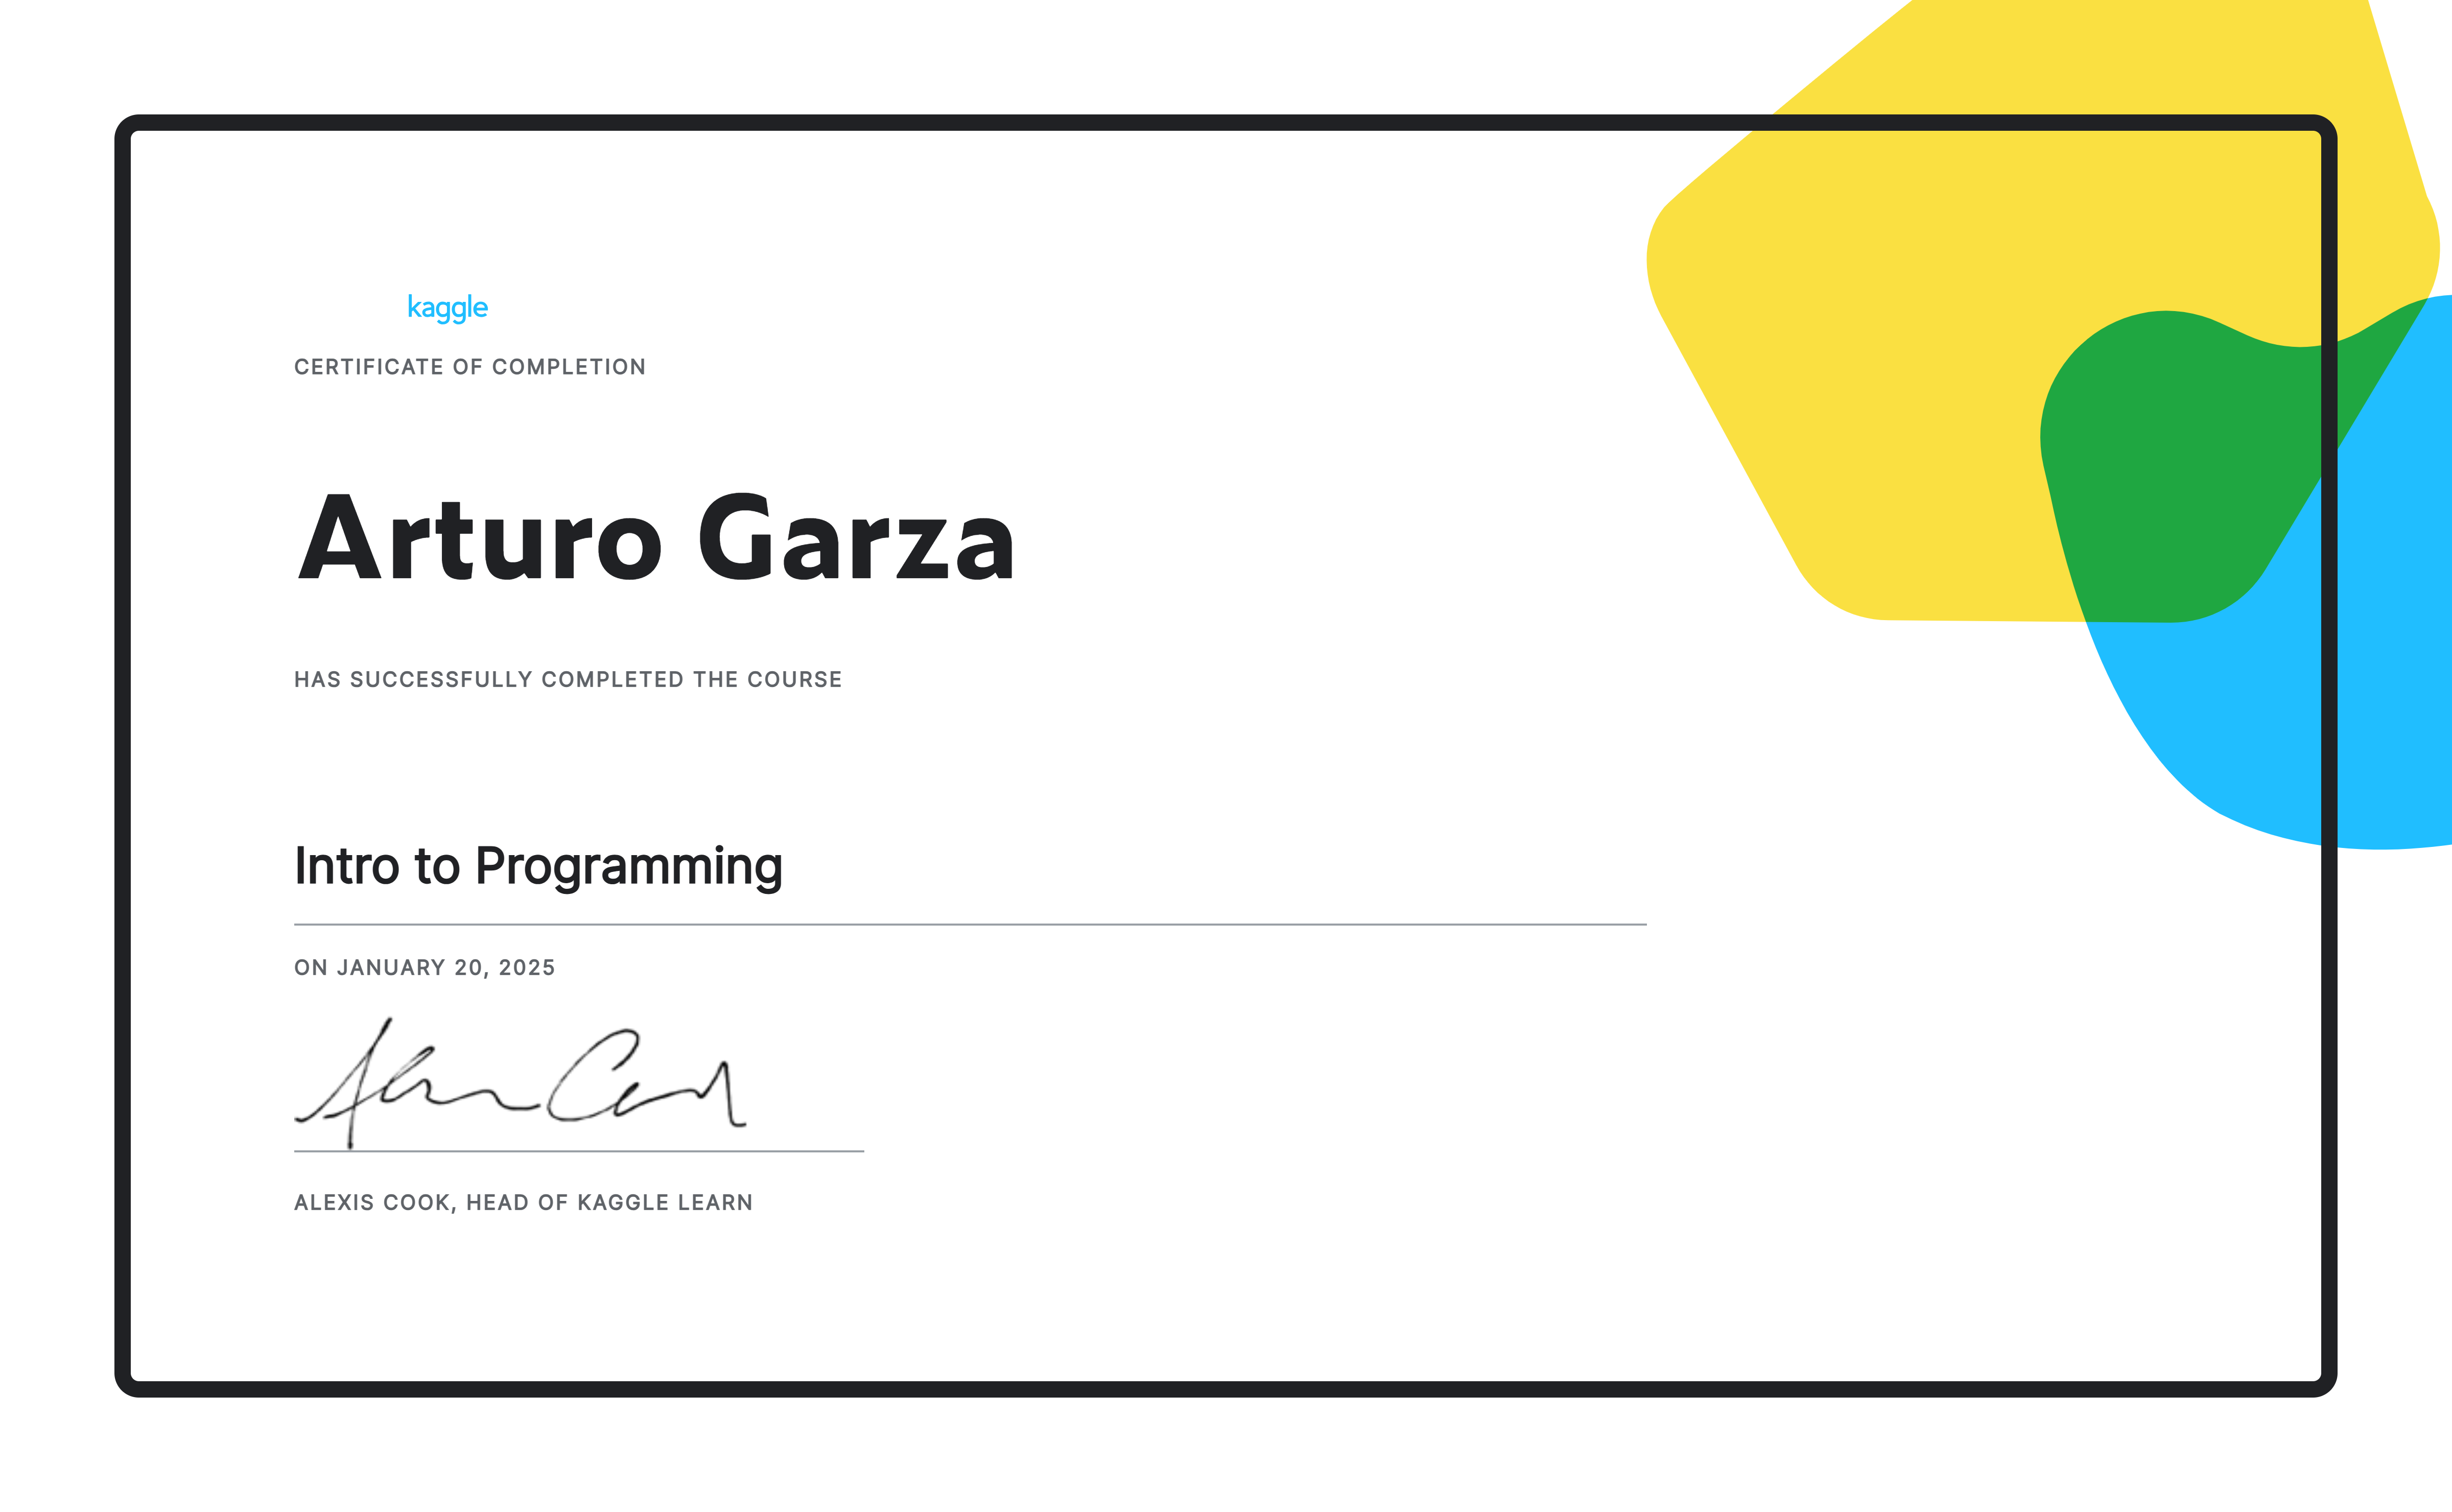 kaggle
CERTIFICATE OF COMPLETION
Arturo Garza
HAS SUCCESSFULLY COMPLETED THE COURSE
Intro to Programming
ON JANUARY 20, 2025
ALEXIS COOK, HEAD OF KAGGLE LEARN